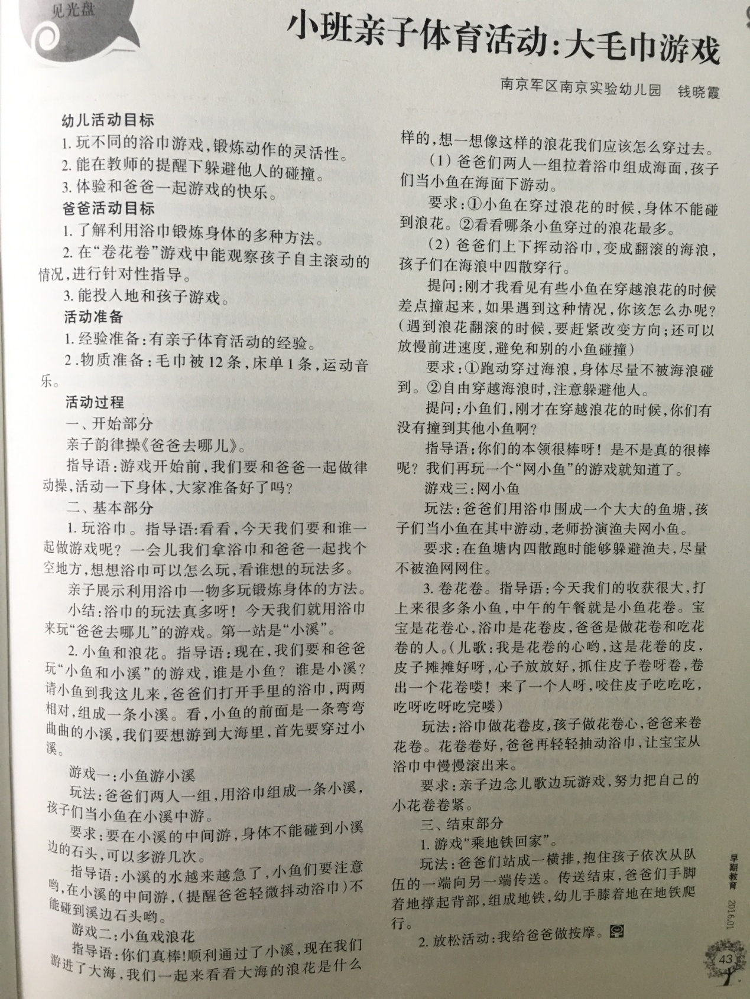 见光盘
小班亲子体育活动:大毛巾游戏
南京军区南京实验幼儿园 钱晓霞
幼儿活动目标
1. 玩不同的浴巾游戏,锻炼动作的灵活性。
2. 能在教师的提醒下躲避他人的碰撞。
3. 体验和爸爸一起游戏的快乐。
爸爸活动目标
1. 了解利用浴巾锻炼身体的多种方法。
2. 在“卷花卷”游戏中能观察孩子自主滚动的
情况,进行针对性指导。
3. 能投入地和孩子游戏。
活动准备
1. 经验准备:有亲子体育活动的经验。
2 .物质准备:毛巾被 12 条,床单 1 条,运动音
乐。
活动过程
一、开始部分
亲子韵律操《爸爸去哪儿》。
指导语:游戏开始前,我们要和爸爸一起做律
动操,活动一下身体,大家准备好了吗?
二、基本部分
1. 玩浴巾。指导语:看看,今天我们要和谁一
起做游戏呢?一会儿我们拿浴巾和爸爸一起找个
空地方,想想浴巾可以怎么玩,看谁想的玩法多。
亲子展示利用浴巾一物多玩锻炼身体的方法。
小结:浴巾的玩法真多呀!今天我们就用浴巾
来玩“爸爸去哪儿”的游戏。第一站是“小溪”。
2. 小鱼和浪花。指导语:现在,我们要和爸爸
玩“小鱼和小溪”的游戏,谁是小鱼?谁是小溪?
请小鱼到我这儿来,爸爸们打开手里的浴巾,两两
相对,组成一条小溪。看,小鱼的前面是一条弯弯
曲曲的小溪,我们要想游到大海里,首先要穿过小
溪。
游戏一:小鱼游小溪
玩法:爸爸们两人一组,用浴巾组成一条小溪,
孩子们当小鱼在小溪中游。
要求:要在小溪的中间游,身体不能碰到小溪
边的石头,可以多游几次。
指导语:小溪的水越来越急了,小鱼们要注意
哟,在小溪的中间游,(提醒爸爸轻微抖动浴巾)不
能碰到溪边石头哟。
游戏二:小鱼戏浪花
指导语:你们真棒!顺利通过了小溪,现在我们
游进了大海,我们一起来看看大海的浪花是什么
样的,想一想像这样的浪花我们应该怎么穿过去。
(1) 爸爸们两人一组拉着浴巾组成海面,孩子
们当小鱼在海面下游动。
要求:①小鱼在穿过浪花的时候,身体不能碰
到浪花。②看看哪条小鱼穿过的浪花最多。
(2) 爸爸们上下挥动浴巾,变成翻滚的海浪,
孩子们在海浪中四散穿行。
提问:刚才我看见有些小鱼在穿越浪花的时候
差点撞起来,如果遇到这种情况,你该怎么办呢?
(遇到浪花翻滚的时候,要赶紧改变方向;还可以
放慢前进速度,避免和别的小鱼碰撞)
要求:①跑动穿过海浪,身体尽量不被海浪碰
到。②自由穿越海浪时,注意躲避他人。
提问:小鱼们,刚才在穿越浪花的时候,你们有
没有撞到其他小鱼啊?
指导语:你们的本领很棒呀!是不是真的很棒
呢?我们再玩一个“网小鱼”的游戏就知道了。
游戏三:网小鱼
玩法:爸爸们用浴巾围成一个大大的鱼塘,孩
子们当小鱼在其中游动,老师扮演渔夫网小鱼。
要求:在鱼塘内四散跑时能够躲避渔夫,尽量
不被渔网网住。
3. 卷花卷。指导语:今天我们的收获很大,打
上来很多条小鱼,中午的午餐就是小鱼花卷。宝
宝是花卷心,浴巾是花卷皮,爸爸是做花卷和吃花
卷的人。(儿歌:我是花卷的心哟,这是花卷的皮,
皮子摊摊好呀,心子放放好,抓住皮子卷呀卷,卷
出一个花卷喽!来了一个人呀,咬住皮子吃吃吃,
吃呀吃呀吃完喽)
玩法:浴巾做花卷皮,孩子做花卷心,爸爸来卷
花卷。花卷卷好,爸爸再轻轻抽动浴巾,让宝宝从
浴巾中慢慢滚出来。
要求:亲子边念儿歌边玩游戏,努力把自己的
小花卷卷紧。
三、结束部分
1. 游戏“乘地铁回家”。
玩法:爸爸们站成一横排,抱住孩子依次从队
伍的一端向另一端传送。传送结束,爸爸们手脚
着地撑起背部,组成地铁,幼儿手膝着地在地铁爬
行。
2. 放松活动:我给爸爸做按摩。
早期教育 2016.01
43